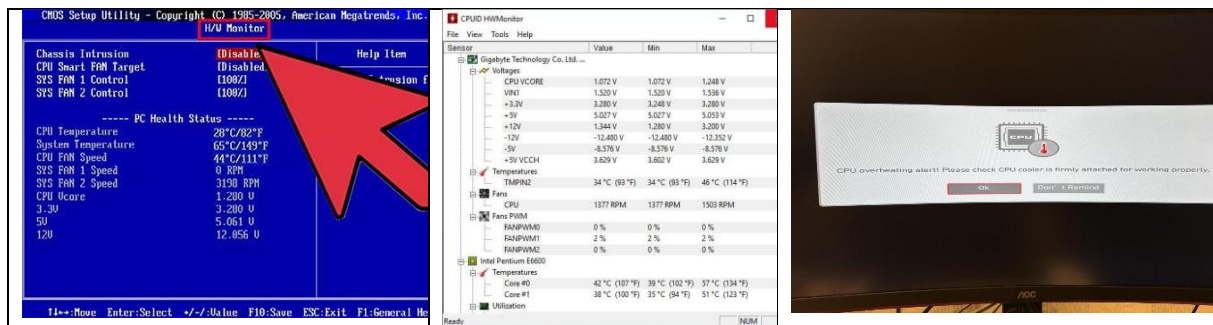 CMOS Setup Utility - Copyright (C) 1985-2005, American Megatrends, Inc.
H/W Monitor
Chassis Intrusion [Disabled
CPU Smart FAN Target [Disabled
SYS FAN 1 Control [100%]
SYS FAN 2 Control [100%]
Help Item
----- PC Health Status -----
CPU Temperature 28°C/82°F
System Temperature 65°C/149°F
CPU FAN Speed 44°C/111°F
SYS FAN 1 Speed 0 RPM
SYS FAN 2 Speed 3198 RPM
CPU Vcore 1.280 V
3.3V 3.280 V
5V 5.061 V
12V 12.056 V
:Move Enter:Select +/-/:Value F10:Save ESC:Exit F1:General He
CPUID HWMonitor
File View Tools Help
Sensor Value Min Max
Gigabyte Technology Co. Ltd. ...
Voltages
CPU VCORE 1.072 V 1.072 V 1.248 V
VIN1 1.520 V 1.520 V 1.536 V
+3.3V 3.280 V 3.248 V 3.280 V
+5V 5.027 V 5.027 V 5.053 V
+12V 1.344 V 1.280 V 3.200 V
-12V -12.480 V -12.480 V -12.352 V
-5V -8.576 V -8.576 V -8.576 V
+5V VCCH 3.629 V 3.602 V 3.629 V
Temperatures
TMPIN2 34 °C (93 °F) 34 °C (93 °F) 46 °C (114 °F)
Fans
CPU 1377 RPM 1377 RPM 1503 RPM
Fans PWM
FANPWM0 0 % 0 % 0 %
FANPWM1 2 % 2 % 2 %
FANPWM2 0 % 0 % 0 %
Intel Pentium E6600
Temperatures
Core #0 42 °C (107 °F) 39 °C (102 °F) 57 °C (134 °F)
Core #1 38 °C (100 °F) 35 °C (94 °F) 51 °C (123 °F)
Utilization
Ready NUM
CPU
CPU overheating alert! Please check CPU cooler is firmly attached for working properly.
Ok Don't Remind
AOC